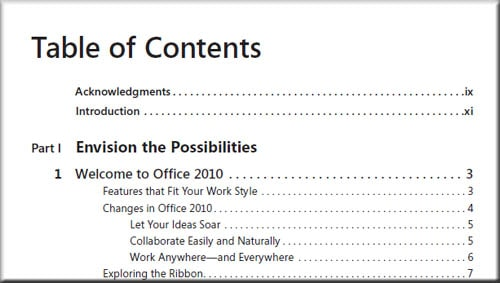 Table of Contents
Acknowledgments . . . . . . . . . . . . . . . . . . . . . . . . . . . . . . . . . . . . . . . . . . . . . . . . . . .ix
Introduction . . . . . . . . . . . . . . . . . . . . . . . . . . . . . . . . . . . . . . . . . . . . . . . . . . . . . . . .xi
Part I Envision the Possibilities
1 Welcome to Office 2010 . . . . . . . . . . . . . . . . . . . . . . . . . . . . . . . . . . 3
Features that Fit Your Work Style . . . . . . . . . . . . . . . . . . . . . . . . . . . . . . . . . . . . 3
Changes in Office 2010 . . . . . . . . . . . . . . . . . . . . . . . . . . . . . . . . . . . . . . . . . . . . 4
Let Your Ideas Soar . . . . . . . . . . . . . . . . . . . . . . . . . . . . . . . . . . . . . . . . . . . 5
Collaborate Easily and Naturally . . . . . . . . . . . . . . . . . . . . . . . . . . . . . . . . 5
Work Anywhere—and Everywhere . . . . . . . . . . . . . . . . . . . . . . . . . . . . . . 6
Exploring the Ribbon. . . . . . . . . . . . . . . . . . . . . . . . . . . . . . . . . . . . . . . . . . . . . . 7